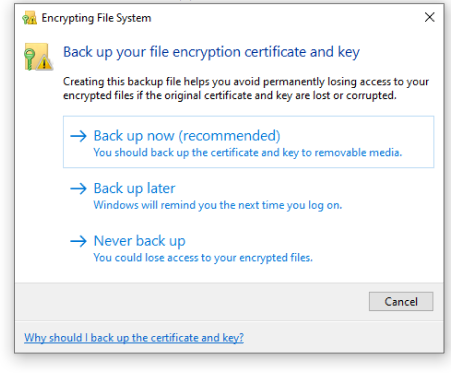 Encrypting File System
Back up your file encryption certificate and key
Creating this backup file helps you avoid permanently losing access to your
encrypted files if the original certificate and key are lost or corrupted.
Back up now (recommended)
You should back up the certificate and key to removable media.
Back up later
Windows will remind you the next time you log on.
Never back up
You could lose access to your encrypted files.
Cancel
Why should I back up the certificate and key?